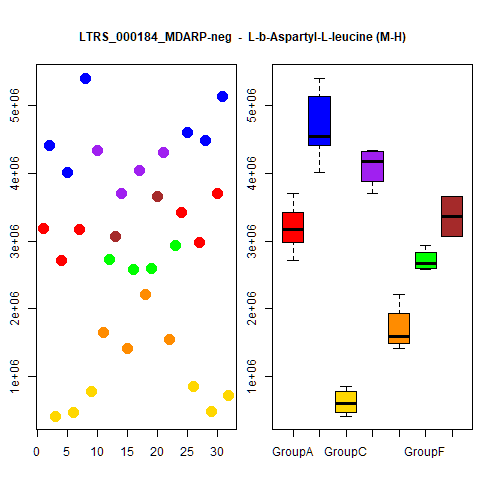 LTRS_000184_MDARP-neg - L-b-Aspartyl-L-leucine (M-H)
5e+06
4e+06
3e+06
2e+06
1e+06
0 5 10 15 20 25 30
5e+06
4e+06
3e+06
2e+06
1e+06
GroupA GroupC GroupF